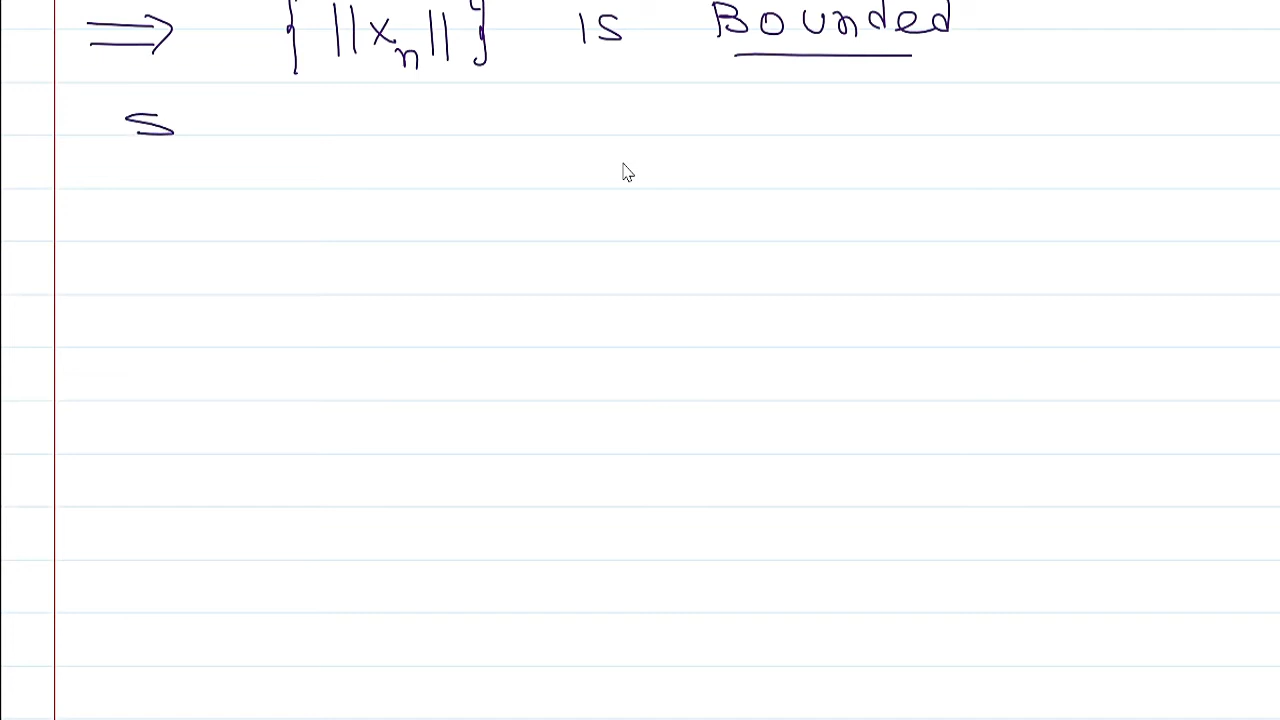 ⟹ { ||xₙ|| } is Bounded
S